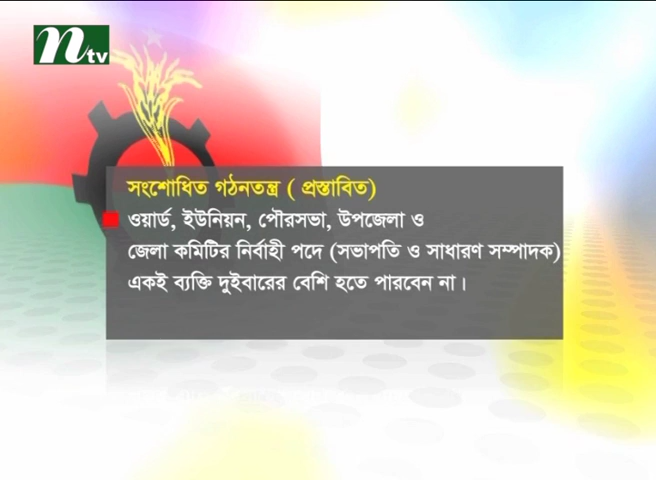 ntv
সংশোধিত গঠনতন্ত্র ( প্রস্তাবিত)
ওয়ার্ড, ইউনিয়ন, পৌরসভা, উপজেলা ও
জেলা কমিটির নির্বাহী পদে (সভাপতি ও সাধারণ সম্পাদক)
একই ব্যক্তি দুইবারের বেশি হতে পারবেন না।